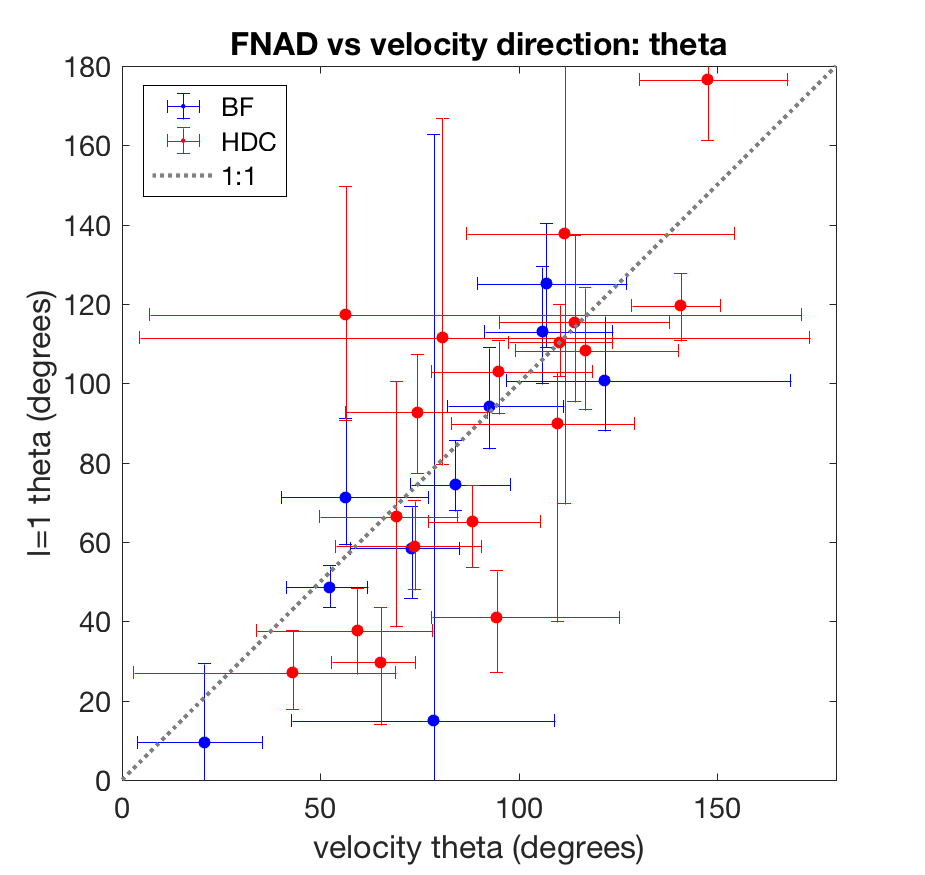 FNAD vs velocity direction: theta
BF
HDC
1:1
l=1 theta (degrees)
180
160
140
120
100
80
60
40
20
0
0 50 100 150
velocity theta (degrees)